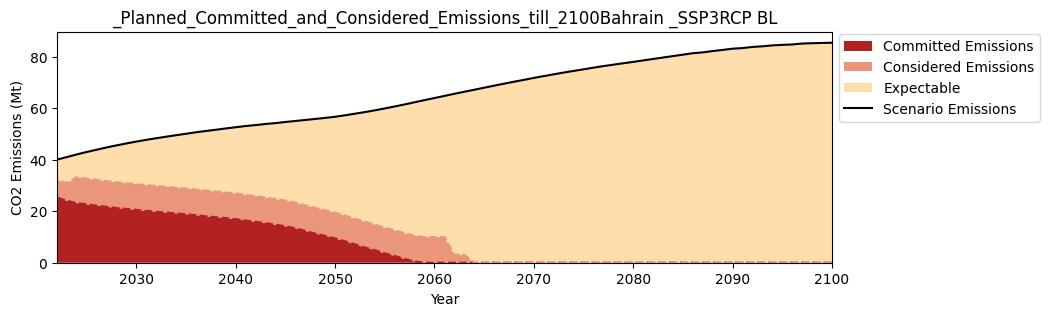 _Planned_Committed_and_Considered_Emissions_till_2100Bahrain _SSP3RCP BL
CO2 Emissions (Mt)
80
60
40
20
0
2030 2040 2050 2060 2070 2080 2090 2100
Year
Committed Emissions
Considered Emissions
Expectable
Scenario Emissions